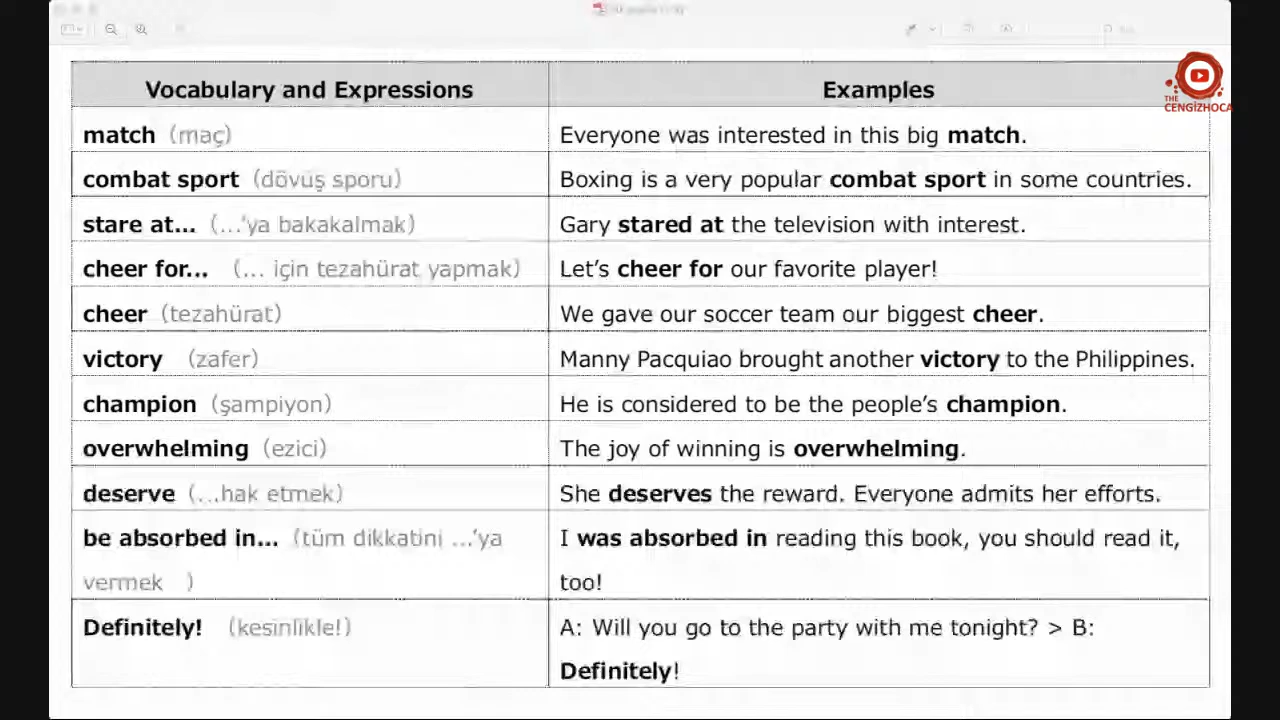 THE
CENGİZHOCA
Vocabulary and Expressions Examples
match (maç) Everyone was interested in this big match.
combat sport (dövüş sporu) Boxing is a very popular combat sport in some countries.
stare at... (...’ya bakakalmak) Gary stared at the television with interest.
cheer for... (... için tezahürat yapmak) Let’s cheer for our favorite player!
cheer (tezahürat) We gave our soccer team our biggest cheer.
victory (zafer) Manny Pacquiao brought another victory to the Philippines.
champion (şampiyon) He is considered to be the people’s champion.
overwhelming (ezici) The joy of winning is overwhelming.
deserve (...hak etmek) She deserves the reward. Everyone admits her efforts.
be absorbed in... (tüm dikkatini ...’ya
vermek )
I was absorbed in reading this book, you should read it,
too!
Definitely! (kesinlikle!)
A: Will you go to the party with me tonight? > B:
Definitely!